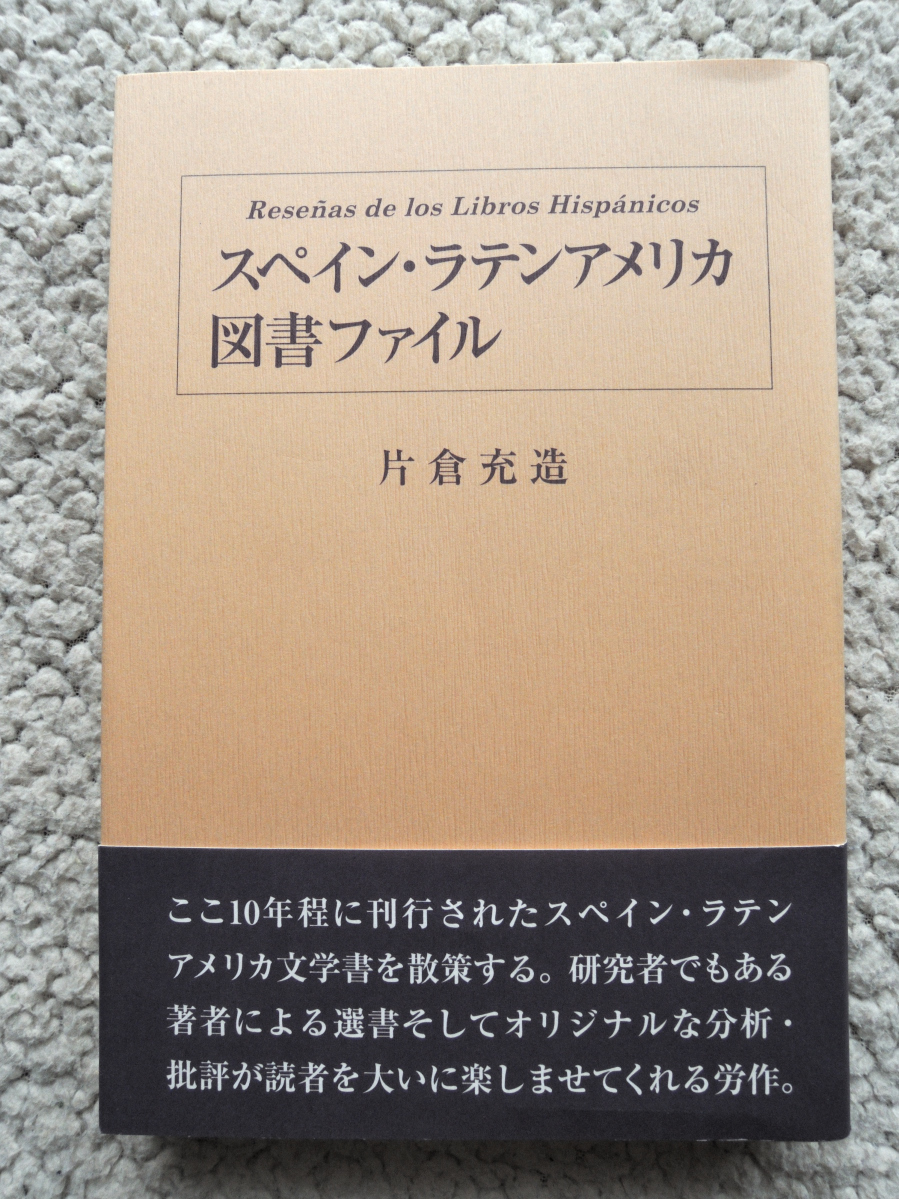 Reseñas de los Libros Hispánicos
スペイン・ラテンアメリカ
図書ファイル
片倉充造
ここ10年程に刊行されたスペイン・ラテン
アメリカ文学書を散策する。研究者でもある
著者による選書そしてオリジナルな分析・
批評が読者を大いに楽しませてくれる労作。